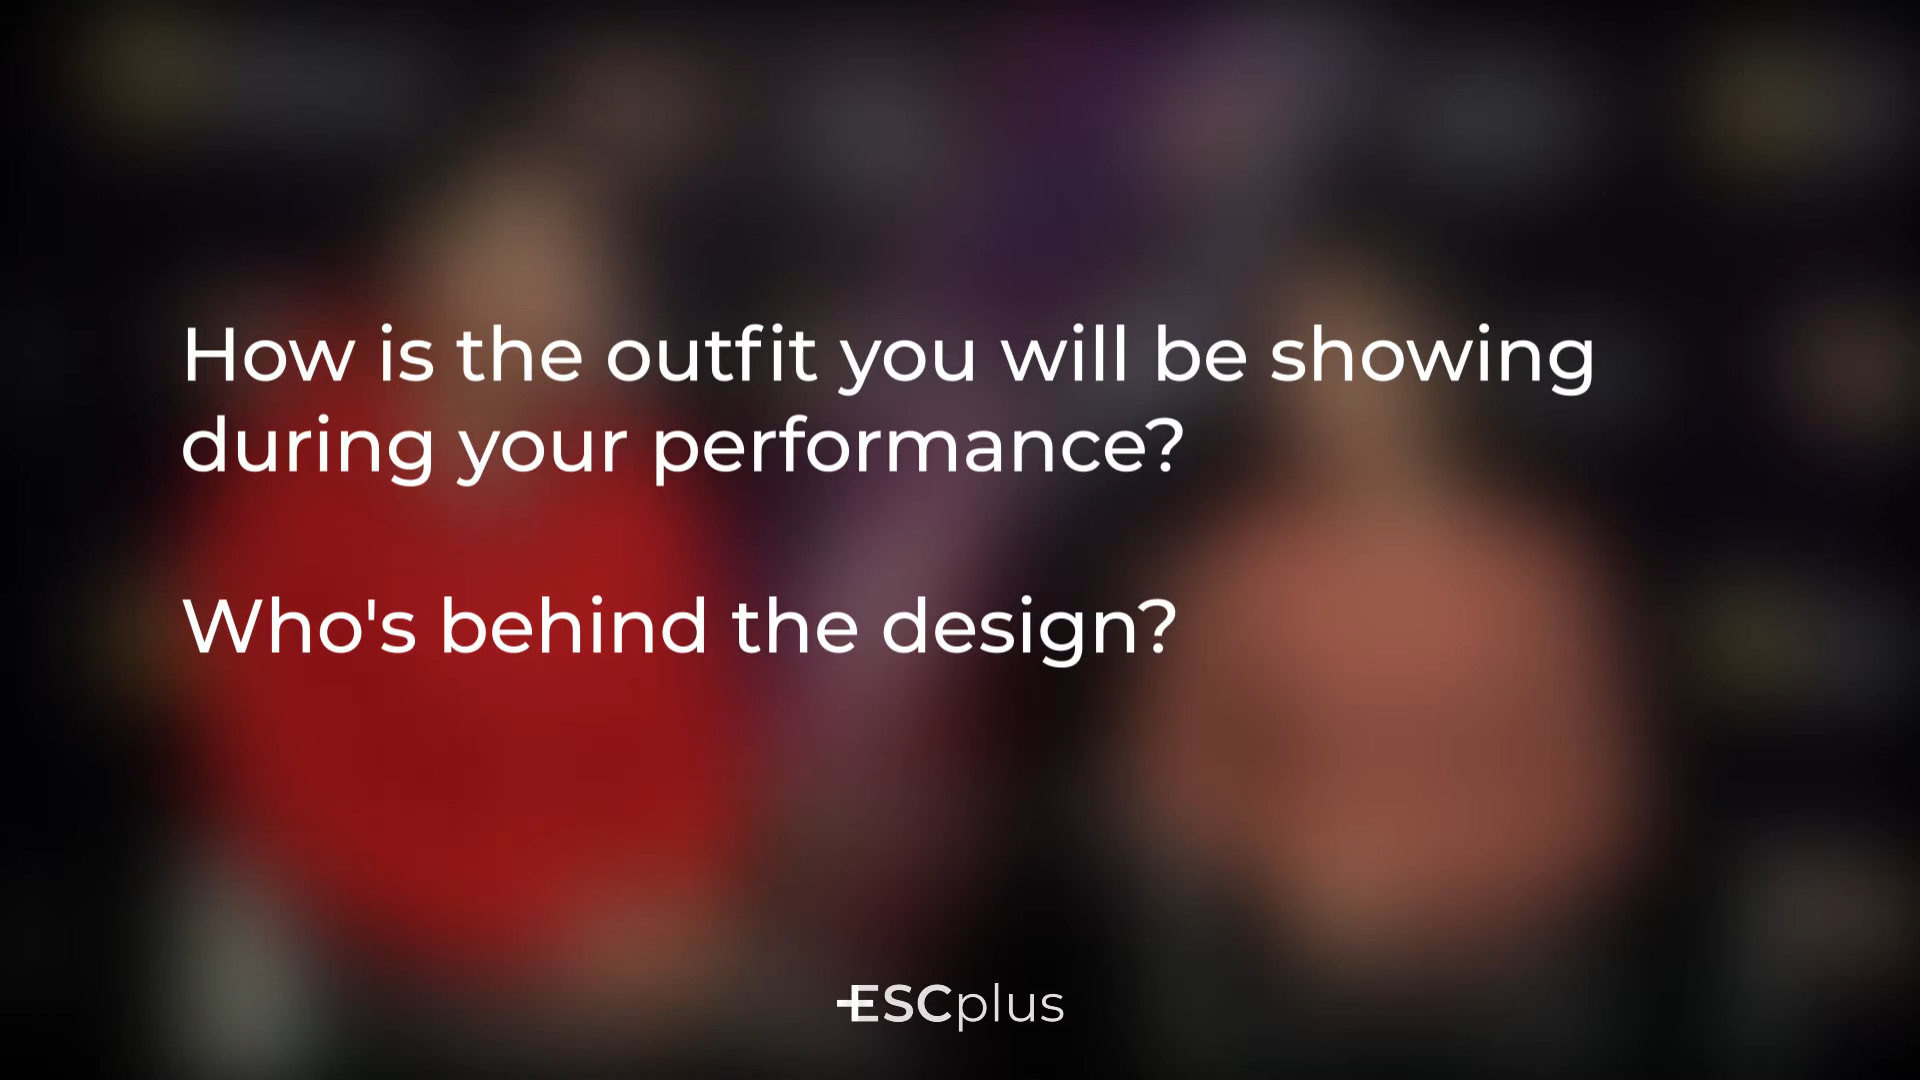 How is the outfit you will be showing
during your performance?
Who's behind the design?
ESCplus